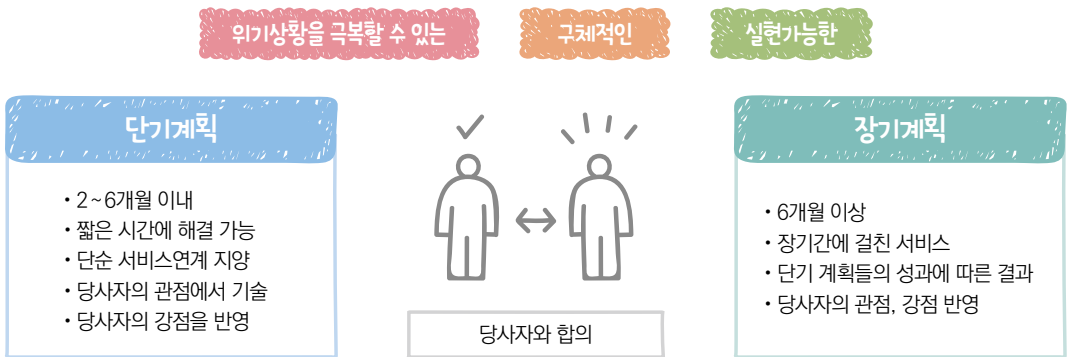 위기상황을 극복할 수 있는
구체적인
실현가능한
단기계획
• 2~6개월 이내
• 짧은 시간에 해결 가능
• 단순 서비스연계 지양
• 당사자의 관점에서 기술
• 당사자의 강점을 반영
당사자와 합의
장기계획
• 6개월 이상
• 장기간에 걸친 서비스
• 단기 계획들의 성과에 따른 결과
• 당사자의 관점, 강점 반영